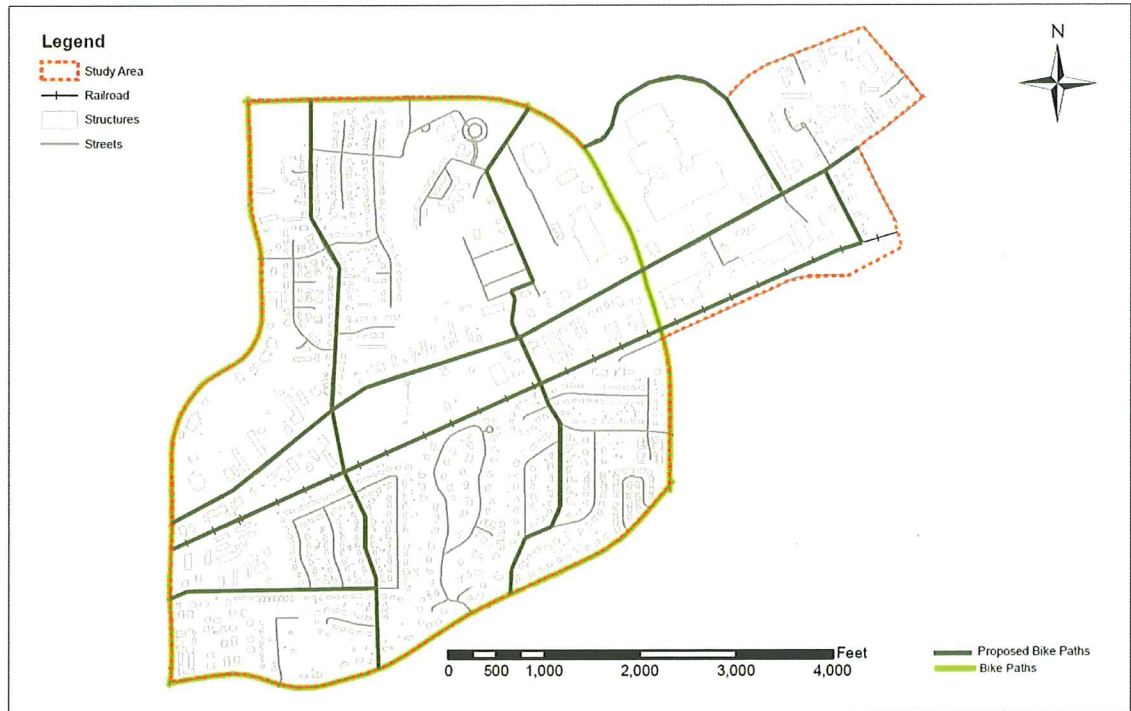 Legend
Study Area
Railroad
Structures
Streets
N
Feet
0 500 1,000 2,000 3,000 4,000
Proposed Bike Paths
Bike Paths